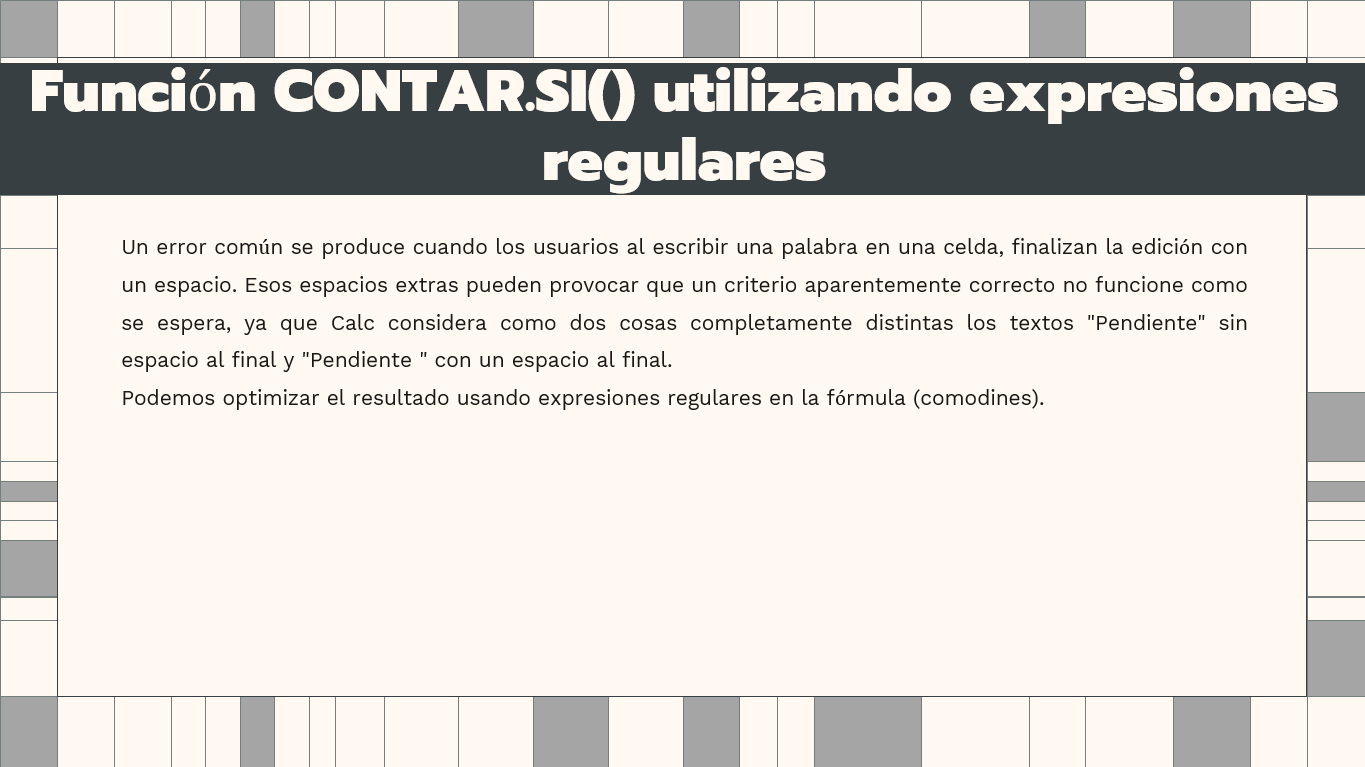 Función CONTAR.SI() utilizando expresiones
regulares
Un error común se produce cuando los usuarios al escribir una palabra en una celda, finalizan la edición con
un espacio. Esos espacios extras pueden provocar que un criterio aparentemente correcto no funcione como
se espera, ya que Calc considera como dos cosas completamente distintas los textos "Pendiente" sin
espacio al final y "Pendiente " con un espacio al final.
Podemos optimizar el resultado usando expresiones regulares en la fórmula (comodines).